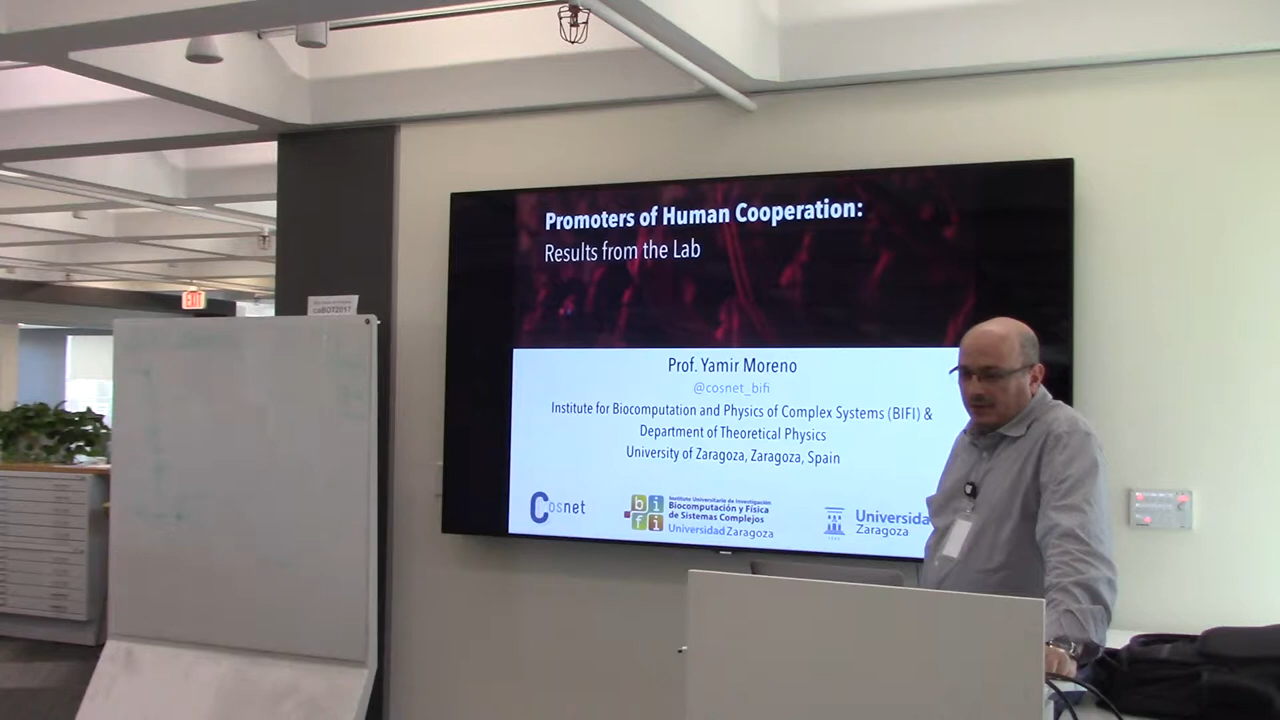 Promoters of Human Cooperation:
Results from the Lab
Prof. Yamir Moreno
@cosnet_bifi
Institute for Biocomputation and Physics of Complex Systems (BIFI) &
Department of Theoretical Physics
University of Zaragoza, Zaragoza, Spain
Cosnet
bifi
Instituto Universitario de Investigación
Biocomputación y Física
de Sistemas Complejos
Universidad Zaragoza
Universida
Zaragoza
EXIT
coBOT2017